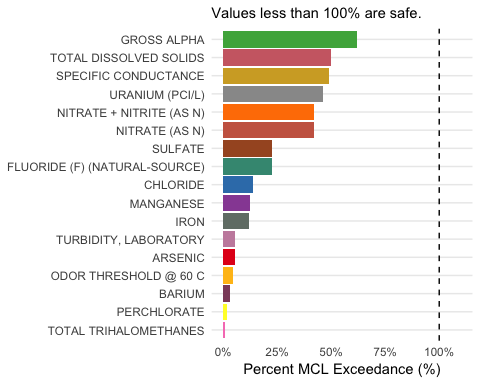 Values less than 100% are safe.
GROSS ALPHA
TOTAL DISSOLVED SOLIDS
SPECIFIC CONDUCTANCE
URANIUM (PCI/L)
NITRATE + NITRITE (AS N)
NITRATE (AS N)
SULFATE
FLUORIDE (F) (NATURAL-SOURCE)
CHLORIDE
MANGANESE
IRON
TURBIDITY, LABORATORY
ARSENIC
ODOR THRESHOLD @ 60 C
BARIUM
PERCHLORATE
TOTAL TRIHALOMETHANES
0% 25% 50% 75% 100%
Percent MCL Exceedance (%)